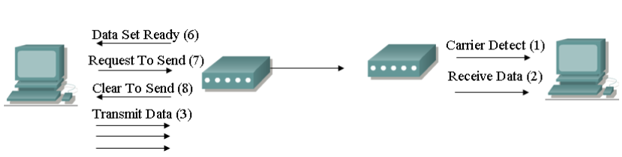 Data Set Ready (6)
Request To Send (7)
Clear To Send (8)
Transmit Data (3)
Carrier Detect (1)
Receive Data (2)